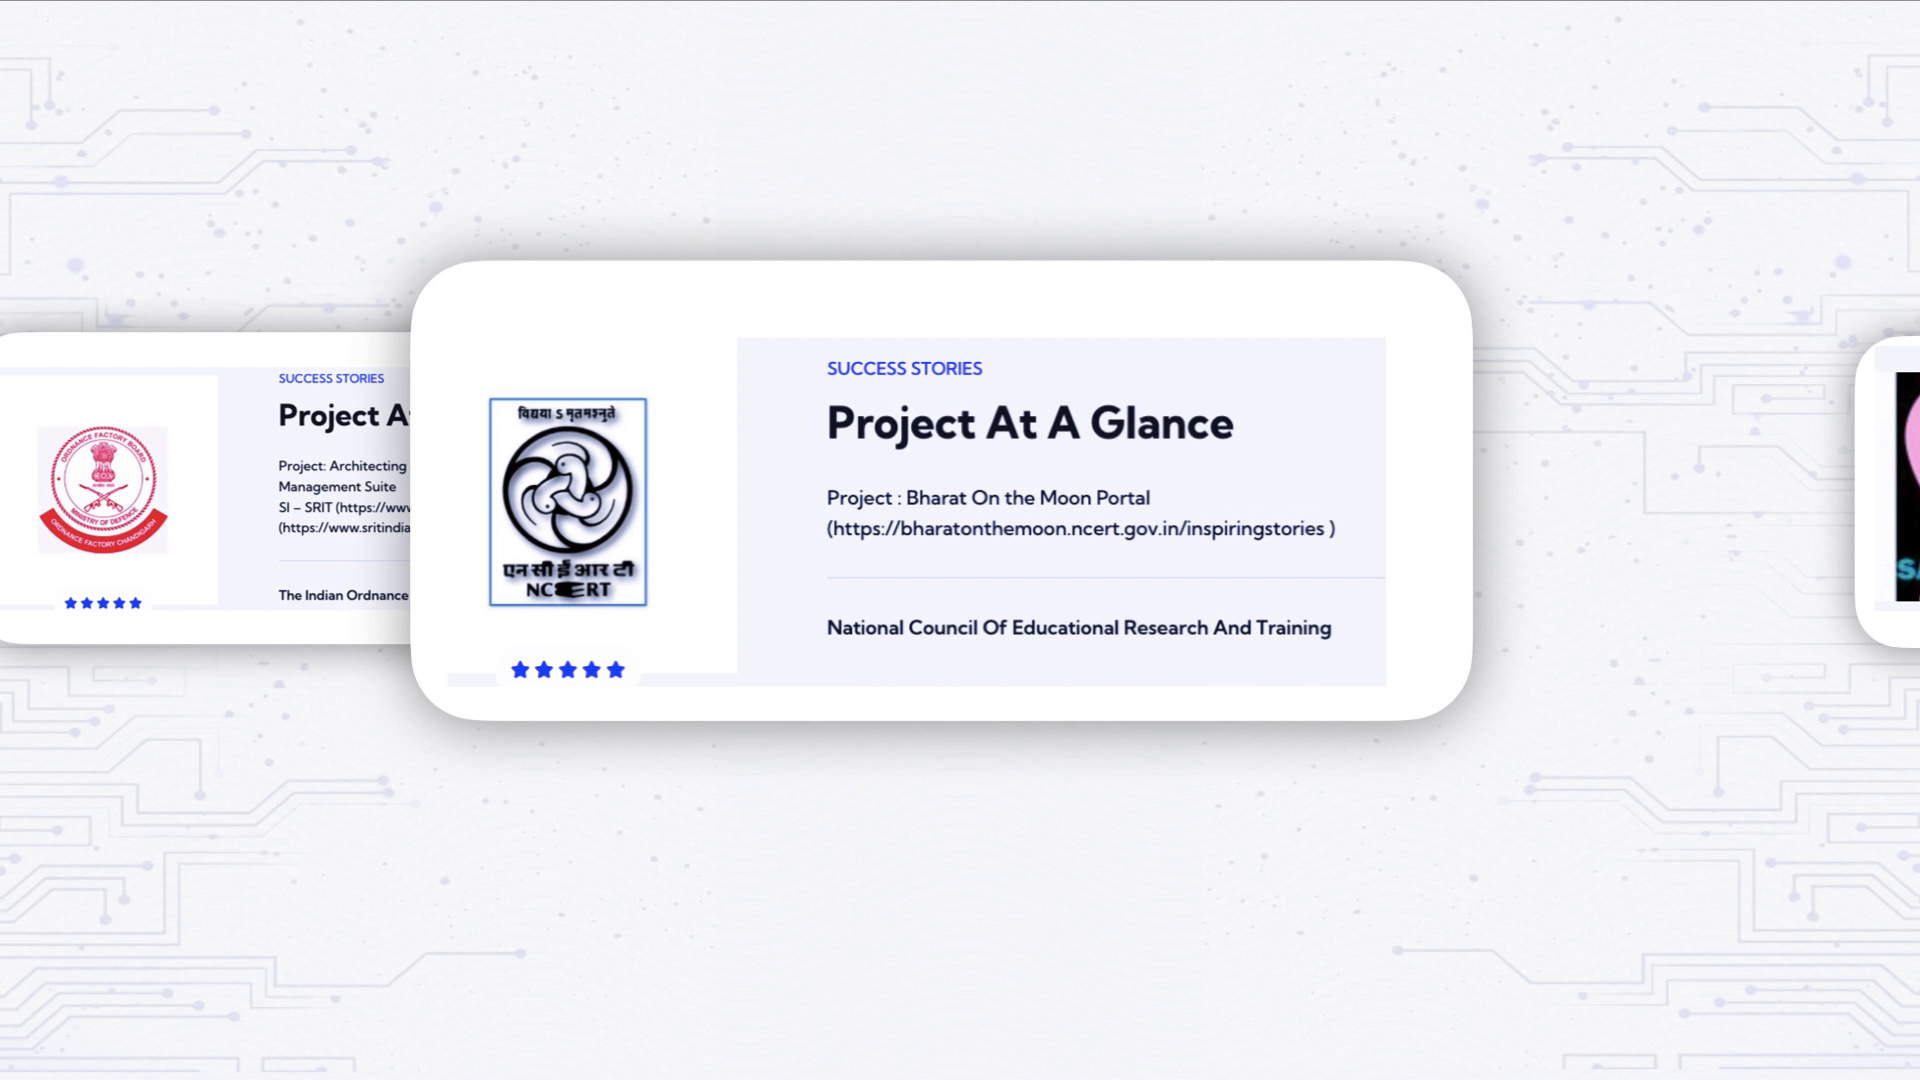 SUCCESS STORIES
Project A
Project: Architecting
Management Suite
SI – SRIT (https://www
(https://www.sritindia
The Indian Ordnance
ORDNANCE FACTORY BOARD
MINISTRY OF DEFENCE
ORDNANCE FACTORY CHANDIGARH
विद्यया ऽ मृतमश्नुते
एन सी ई आर टी
NCERT
SUCCESS STORIES
Project At A Glance
Project : Bharat On the Moon Portal
(https://bharatonthemoon.ncert.gov.in/inspiringstories )
National Council Of Educational Research And Training